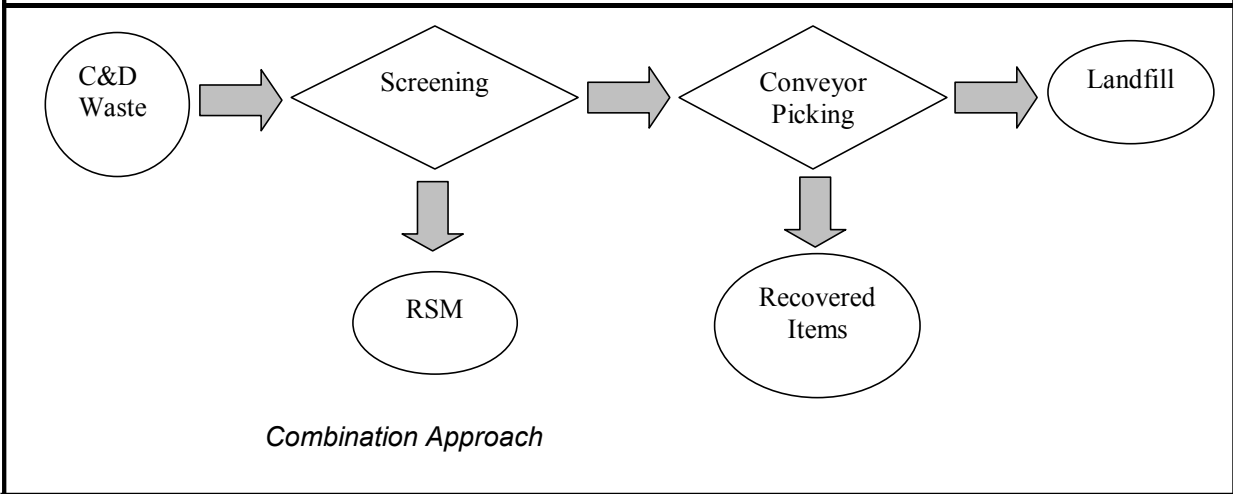 C&D
Waste
Screening
Conveyor
Picking
Landfill
RSM
Recovered
Items
Combination Approach